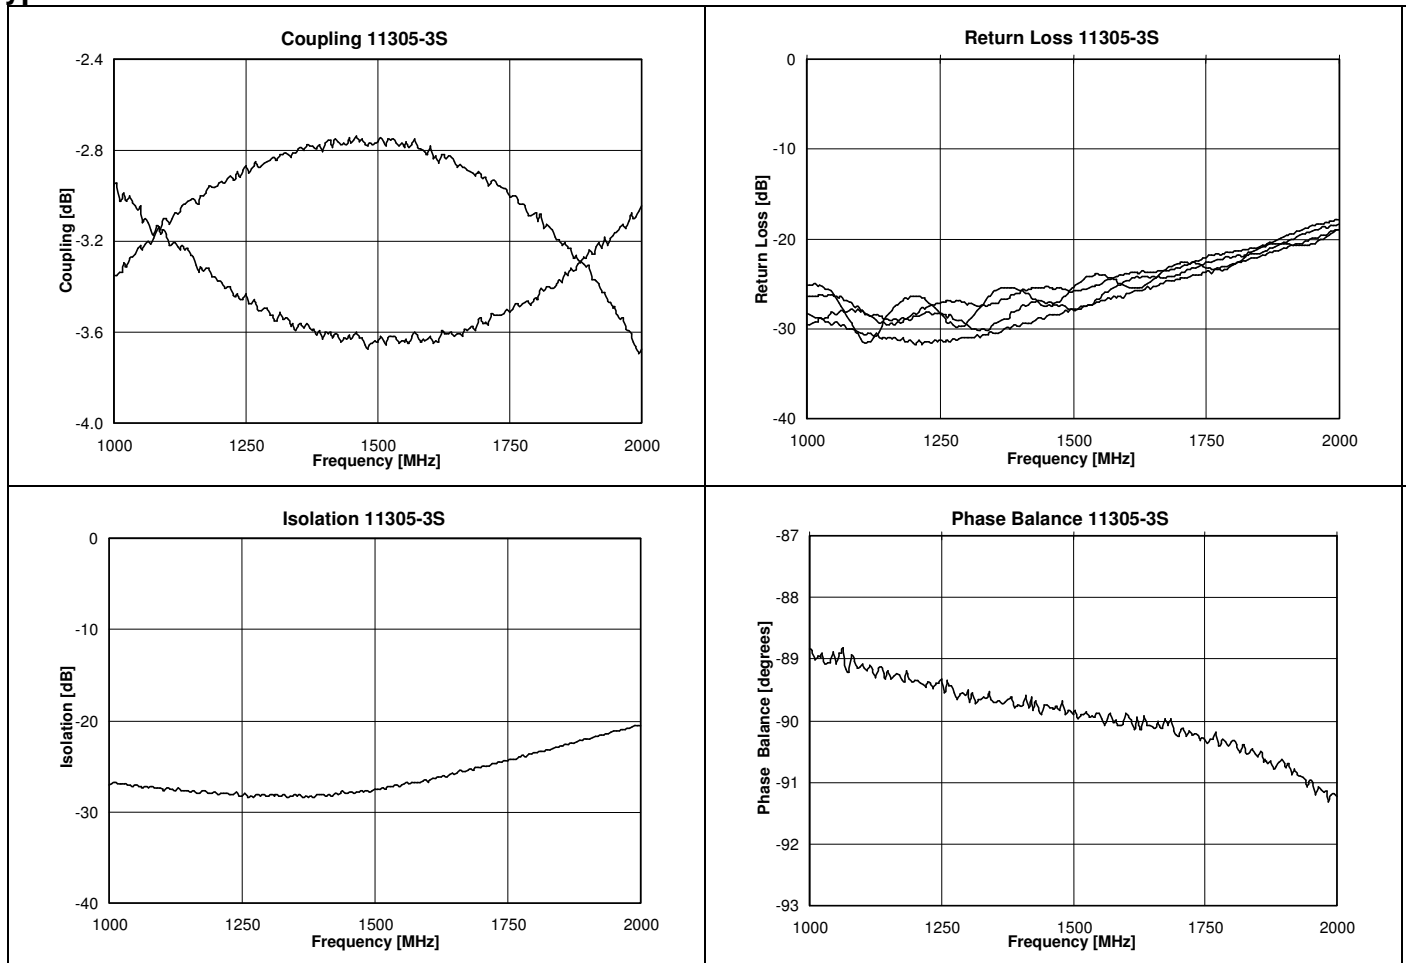 Coupling 11305-3S
-2.4
-2.8
-3.2
-3.6
-4.0
Coupling [dB]
1000 1250 1500 1750 2000
Frequency [MHz]
Return Loss 11305-3S
0
-10
-20
-30
-40
Return Loss [dB]
1000 1250 1500 1750 2000
Frequency [MHz]
Isolation 11305-3S
0
-10
-20
-30
-40
Isolation [dB]
1000 1250 1500 1750 2000
Frequency [MHz]
Phase Balance 11305-3S
-87
-88
-89
-90
-91
-92
-93
Phase Balance [degrees]
1000 1250 1500 1750 2000
Frequency [MHz]